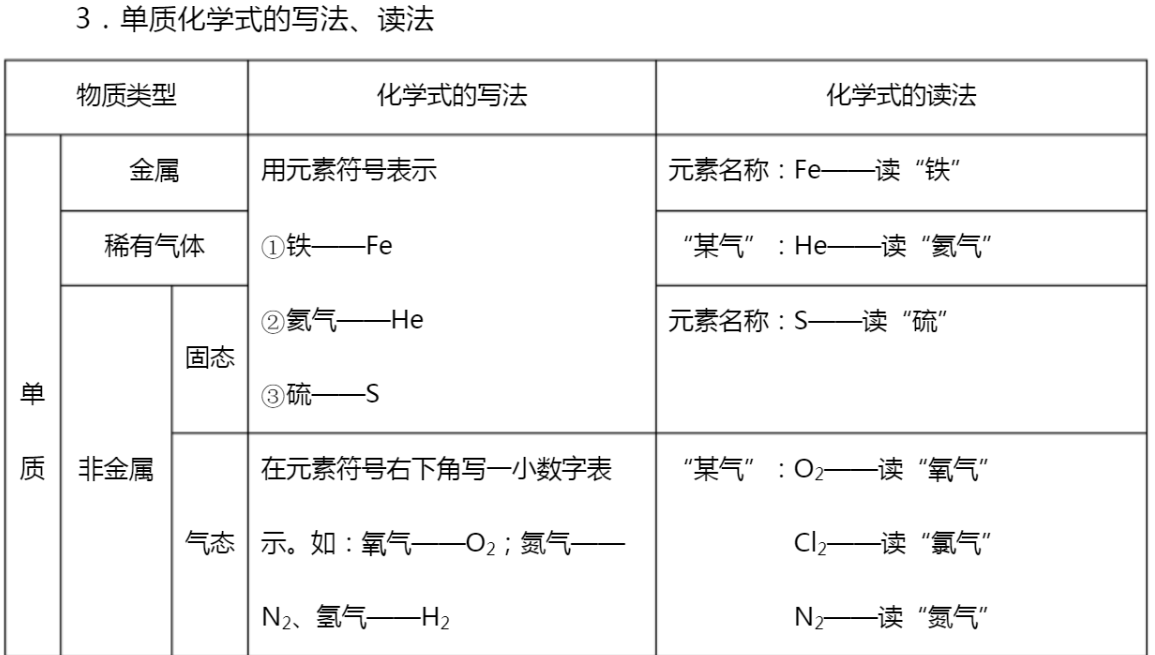 3．单质化学式的写法、读法
物质类型
化学式的写法
化学式的读法
单
质
金属
用元素符号表示
元素名称：Fe——读“铁”
稀有气体
①铁——Fe
“某气”：He——读“氦气”
非金属
固态
②氦气——He
③硫——S
元素名称：S——读“硫”
气态
在元素符号右下角写一小数字表
示。如：氧气——O₂；氮气——
N₂、氢气——H₂
“某气”：O₂——读“氧气”
Cl₂——读“氯气”
N₂——读“氮气”